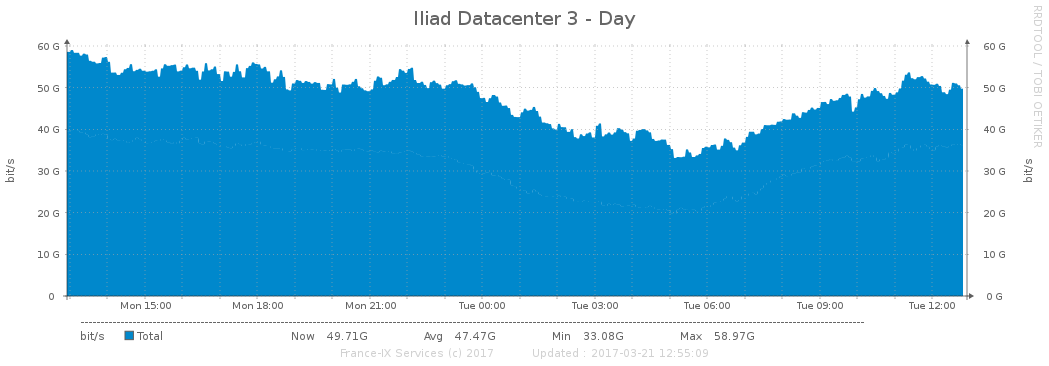 Iliad Datacenter 3 - Day
RRDTOOL / TOBI OETIKER
bit/s
60 G
50 G
40 G
30 G
20 G
10 G
0
60 G
50 G
40 G
30 G
20 G
10 G
0 G
bit/s
Mon 15:00 Mon 18:00 Mon 21:00 Tue 00:00 Tue 03:00 Tue 06:00 Tue 09:00 Tue 12:00
bit/s Total Now 49.71G Avg 47.47G Min 33.08G Max 58.97G
France-IX Services (c) 2017 Updated : 2017-03-21 12:55:09